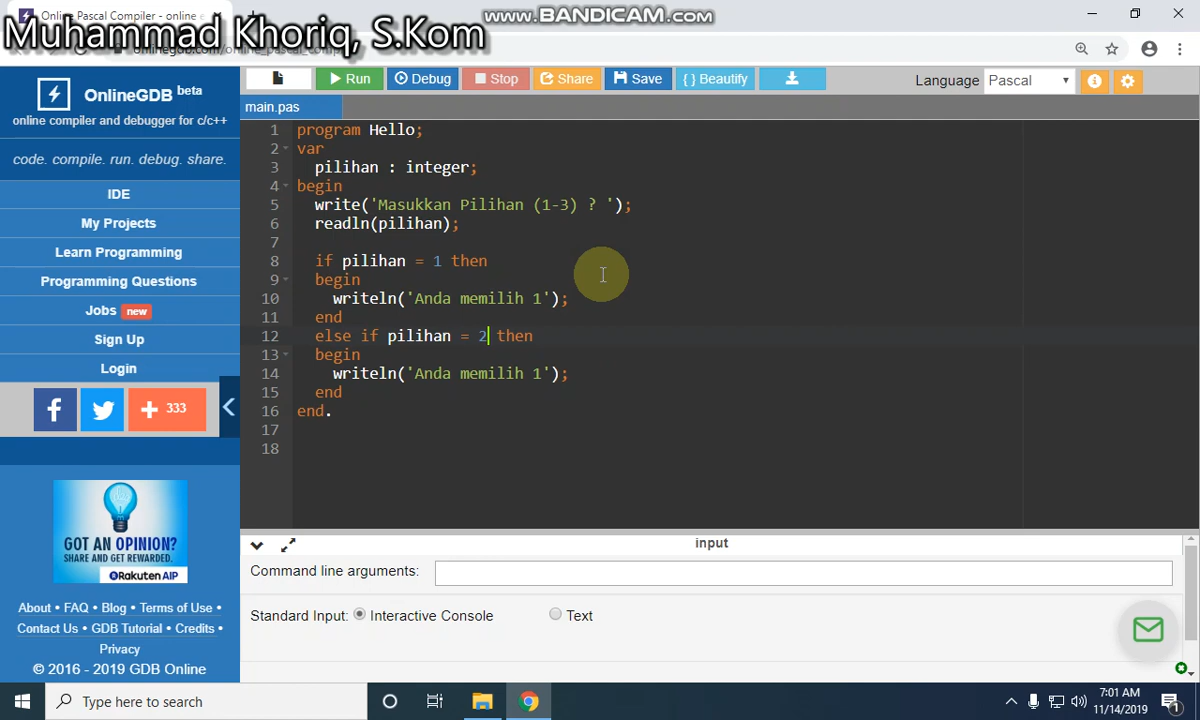 Online Pascal Compiler - online e
www.BANDICAM.com
Muhammad Khoriq, S.Kom
OnlineGDB beta
online compiler and debugger for c/c++
code. compile. run. debug. share.
IDE
My Projects
Learn Programming
Programming Questions
Jobs new
Sign Up
Login
f
+ 333
GOT AN OPINION?
SHARE AND GET REWARDED.
Rakuten AIP
About • FAQ • Blog • Terms of Use •
Contact Us • GDB Tutorial • Credits •
Privacy
© 2016 - 2019 GDB Online
Run
Debug
Stop
Share
Save
{ } Beautify
Language Pascal
main.pas
1 program Hello;
2 var
3 pilihan : integer;
4 begin
5 write('Masukkan Pilihan (1-3) ? ');
6 readln(pilihan);
7
8 if pilihan = 1 then
9 begin
10 writeln('Anda memilih 1');
11 end
12 else if pilihan = 2 then
13 begin
14 writeln('Anda memilih 1');
15 end
16 end.
17
18
input
Command line arguments:
Standard Input: Interactive Console Text
Type here to search
7:01 AM
11/14/2019
1